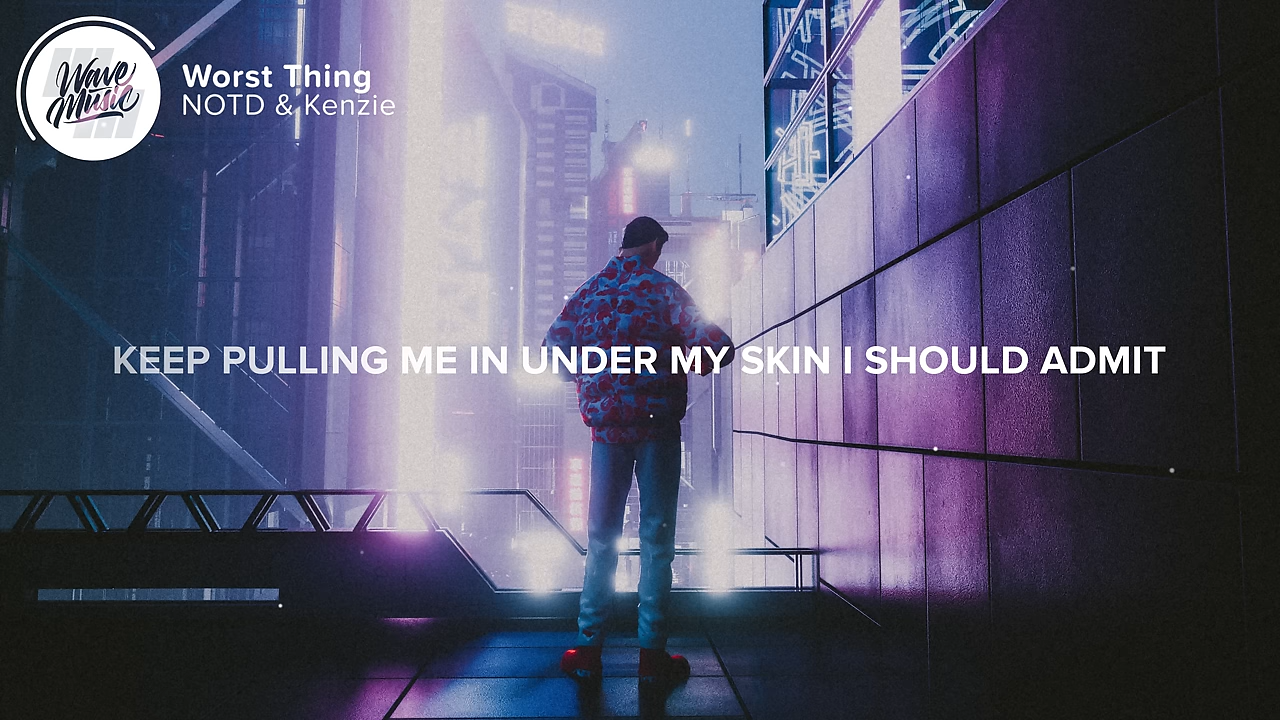 Wave
Music
Worst Thing
NOTD & Kenzie
KEEP PULLING ME IN UNDER MY SKIN I SHOULD ADMIT